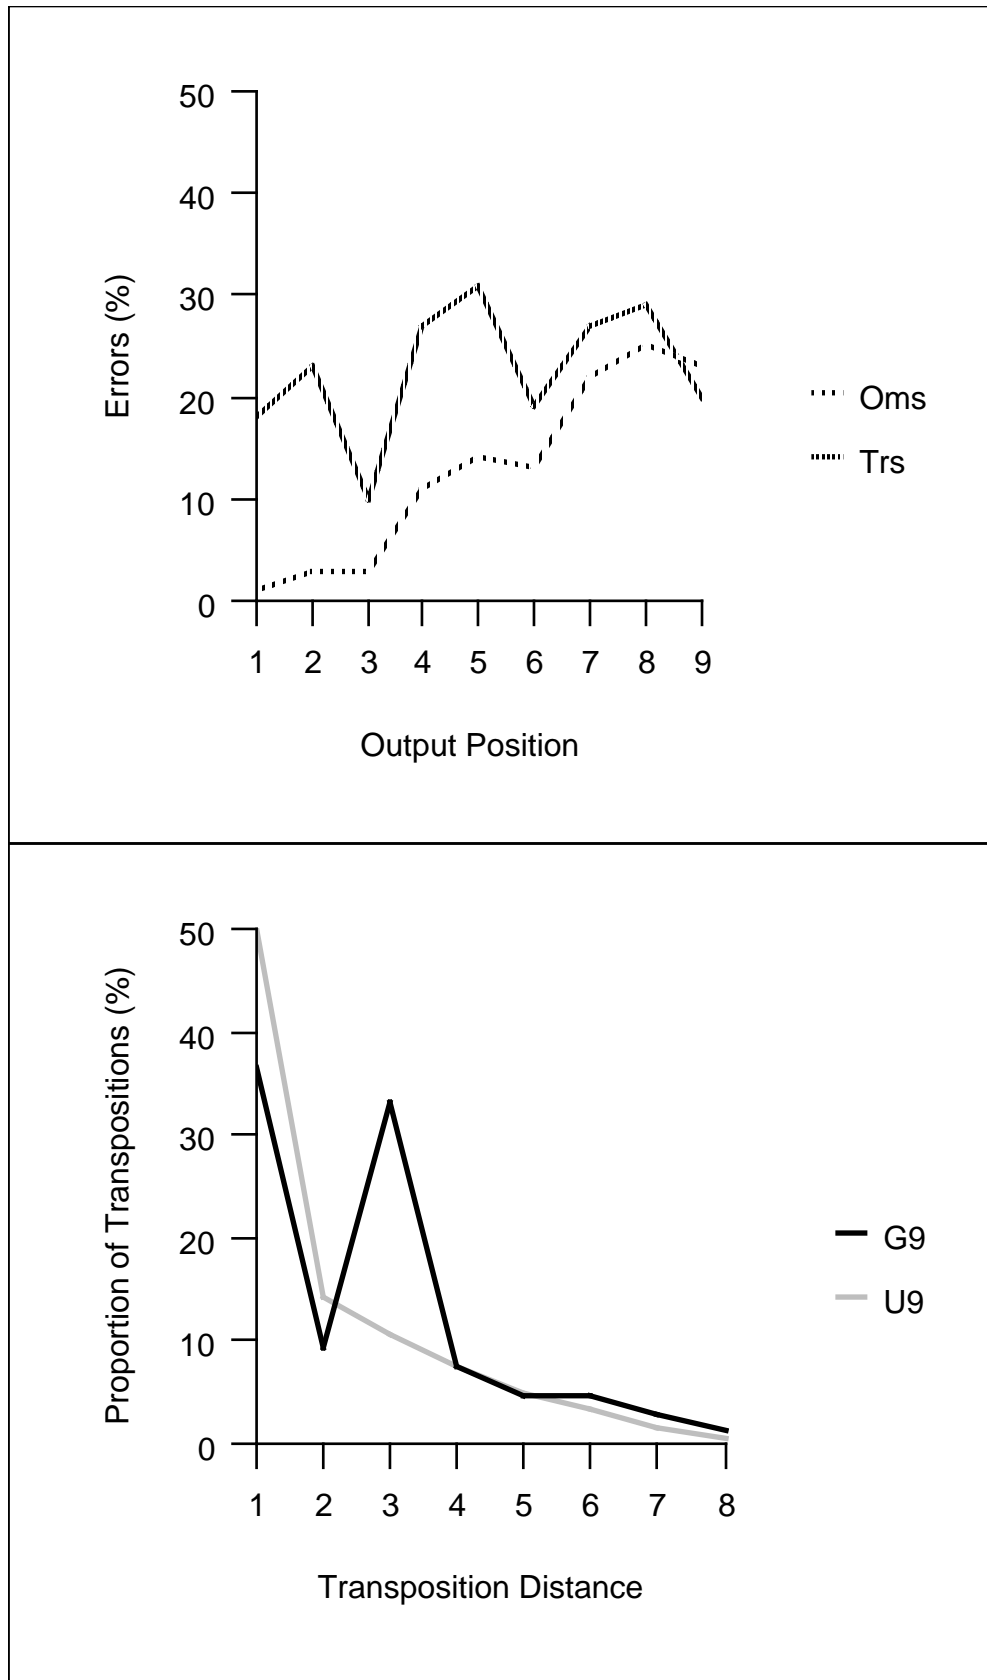 50
40
30
20
10
0
Errors (%)
1 2 3 4 5 6 7 8 9
Output Position
Oms
Trs
50
40
30
20
10
0
Proportion of Transpositions (%)
1 2 3 4 5 6 7 8
Transposition Distance
G9
U9